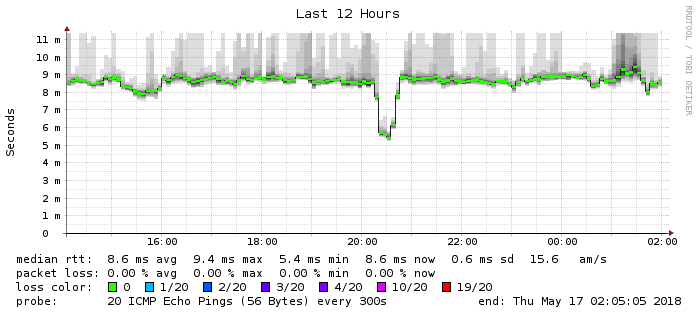 Last 12 Hours
RRDTOOL / TOBI OETIKER
Seconds
11 m
10 m
9 m
8 m
7 m
6 m
5 m
4 m
3 m
2 m
1 m
0
16:00 18:00 20:00 22:00 00:00 02:00
median rtt: 8.6 ms avg 9.4 ms max 5.4 ms min 8.6 ms now 0.6 ms sd 15.6 am/s
packet loss: 0.00 % avg 0.00 % max 0.00 % min 0.00 % now
loss color: 0 1/20 2/20 3/20 4/20 10/20 19/20
probe: 20 ICMP Echo Pings (56 Bytes) every 300s end: Thu May 17 02:05:05 2018